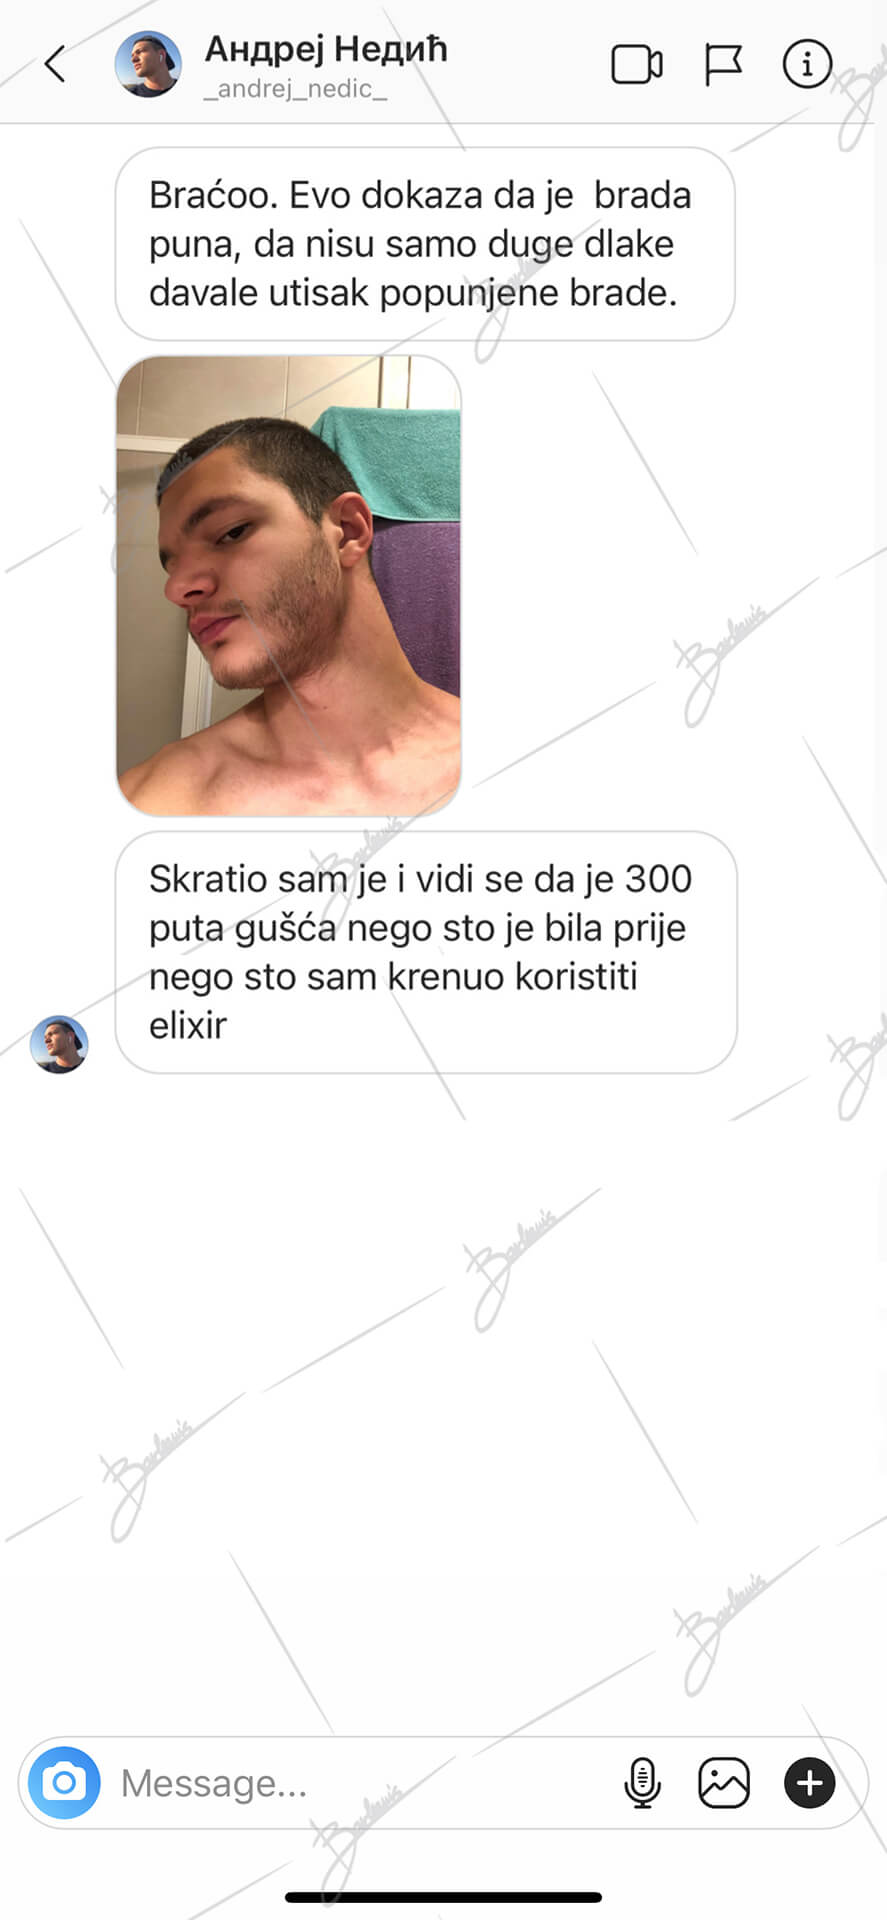 Андреј Недић
_andrej_nedic_
Braćoo. Evo dokaza da je brada
puna, da nisu samo duge dlake
davale utisak popunjene brade.
Skratio sam je i vidi se da je 300
puta gušća nego sto je bila prije
nego sto sam krenuo koristiti
elixir
Message...